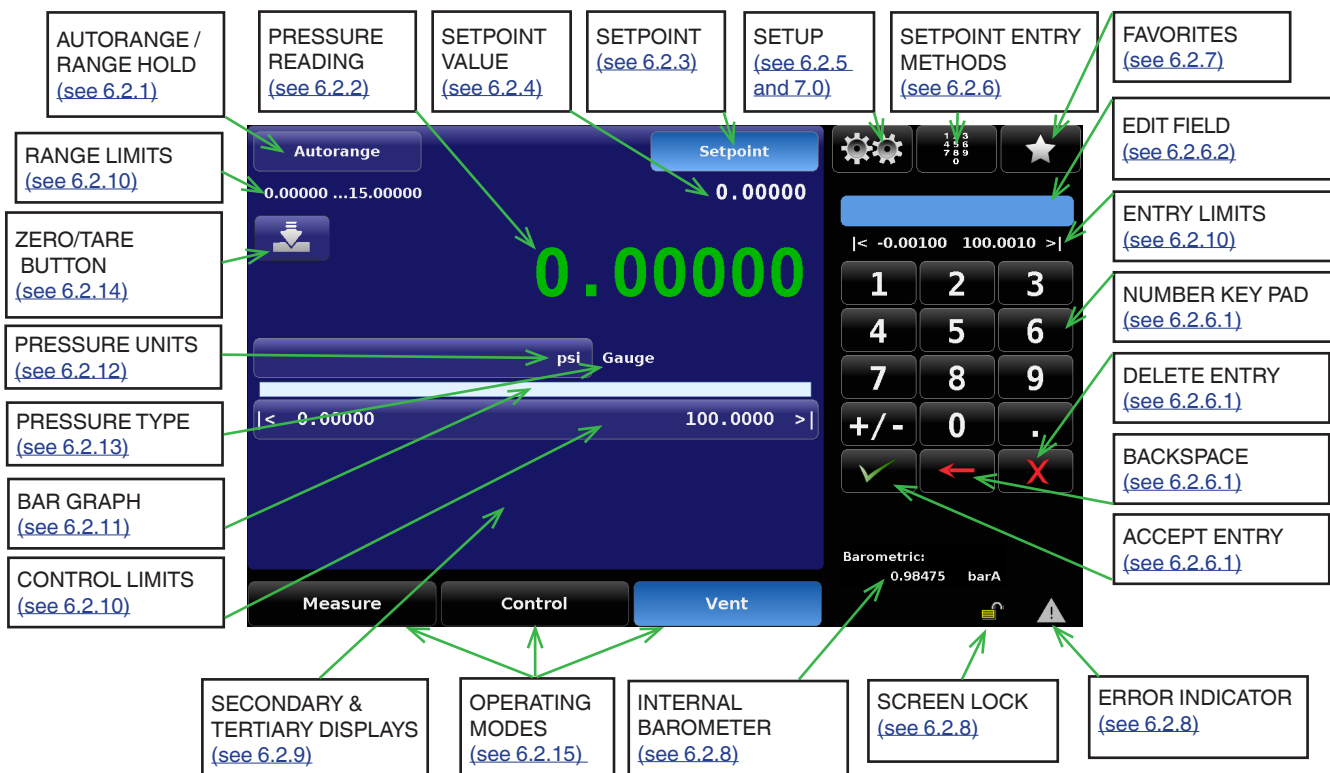 AUTORANGE /
RANGE HOLD
(see 6.2.1)
PRESSURE
READING
(see 6.2.2)
SETPOINT
VALUE
(see 6.2.4)
SETPOINT
(see 6.2.3)
SETUP
(see 6.2.5
and 7.0)
SETPOINT ENTRY
METHODS
(see 6.2.6)
FAVORITES
(see 6.2.7)
RANGE LIMITS
(see 6.2.10)
ZERO/TARE
BUTTON
(see 6.2.14)
PRESSURE UNITS
(see 6.2.12)
PRESSURE TYPE
(see 6.2.13)
BAR GRAPH
(see 6.2.11)
CONTROL LIMITS
(see 6.2.10)
Autorange
Setpoint
0.00000 ...15.00000
0.00000
0.00000
psi Gauge
|< 0.00000 100.0000 >|
Measure Control Vent
1 2 3
4 5 6
7 8 9
0
|< -0.00100 100.0010 >|
1 2 3
4 5 6
7 8 9
+/- 0 .
X
Barometric:
0.98475 barA
!
EDIT FIELD
(see 6.2.6.2)
ENTRY LIMITS
(see 6.2.10)
NUMBER KEY PAD
(see 6.2.6.1)
DELETE ENTRY
(see 6.2.6.1)
BACKSPACE
(see 6.2.6.1)
ACCEPT ENTRY
(see 6.2.6.1)
SECONDARY &
TERTIARY DISPLAYS
(see 6.2.9)
OPERATING
MODES
(see 6.2.15)
INTERNAL
BAROMETER
(see 6.2.8)
SCREEN LOCK
(see 6.2.8)
ERROR INDICATOR
(see 6.2.8)